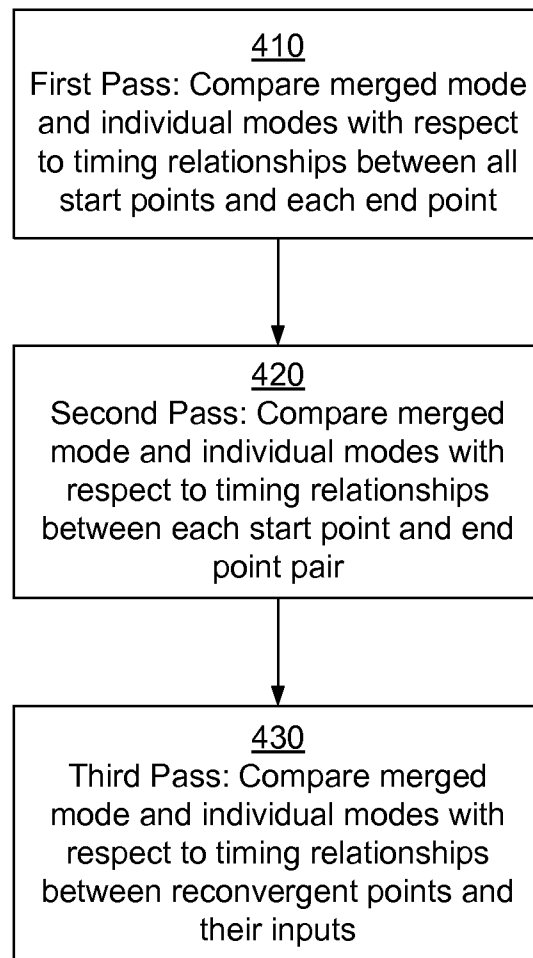 410
First Pass: Compare merged mode
and individual modes with respect
to timing relationships between all
start points and each end point
420
Second Pass: Compare merged
mode and individual modes with
respect to timing relationships
between each start point and end
point pair
430
Third Pass: Compare merged
mode and individual modes with
respect to timing relationships
between reconvergent points and
their inputs